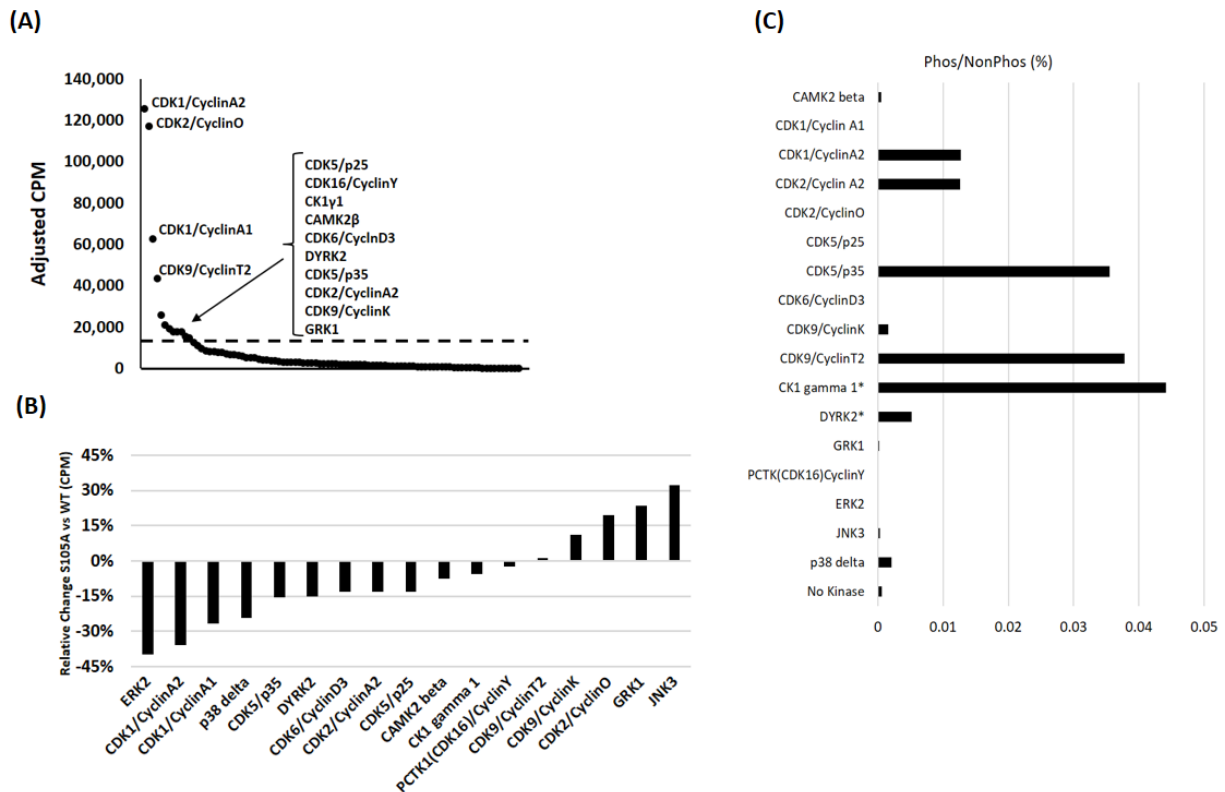 (A)
140,000
120,000
100,000
80,000
60,000
40,000
20,000
0
Adjusted CPM
CDK1/CyclinA2
CDK2/CyclinO
CDK1/CyclinA1
CDK9/CyclinT2
CDK5/p25
CDK16/CyclinY
CK1γ1
CAMK2β
CDK6/CyclnD3
DYRK2
CDK5/p35
CDK2/CyclinA2
CDK9/CyclinK
GRK1
(B)
45%
30%
15%
0%
-15%
-30%
-45%
Relative Change S105A vs WT (CPM)
ERK2
CDK1/CyclinA2
CDK1/CyclinA1
p38 delta
CDK5/p35
DYRK2
CDK6/CyclinD3
CDK2/CyclinA2
CDK5/p25
CAMK2 beta
CK1 gamma 1
PCTK1(CDK16)/CyclinY
CDK9/CyclinT2
CDK9/CyclinK
CDK2/CyclinO
GRK1
JNK3
(C)
Phos/NonPhos (%)
CAMK2 beta
CDK1/Cyclin A1
CDK1/CyclinA2
CDK2/Cyclin A2
CDK2/CyclinO
CDK5/p25
CDK5/p35
CDK6/CyclinD3
CDK9/CyclinK
CDK9/CyclinT2
CK1 gamma 1*
DYRK2*
GRK1
PCTK(CDK16)CyclinY
ERK2
JNK3
p38 delta
No Kinase
0 0.01 0.02 0.03 0.04 0.05